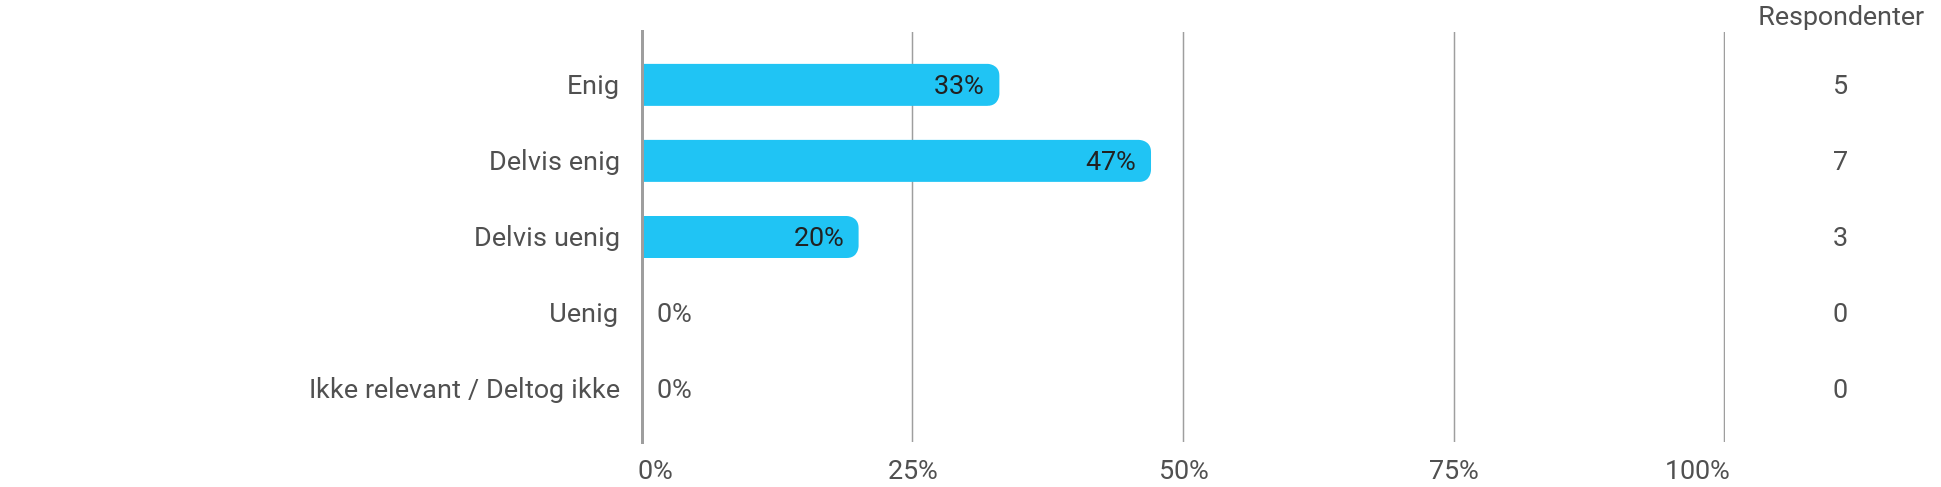 Respondenter
Enig 33% 5
Delvis enig 47% 7
Delvis uenig 20% 3
Uenig 0% 0
Ikke relevant / Deltog ikke 0% 0
0% 25% 50% 75% 100%